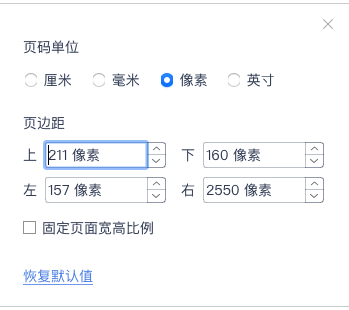 页码单位
厘米 毫米 像素 英寸
页边距
上 211 像素 下 160 像素
左 157 像素 右 2550 像素
固定页面宽高比例
恢复默认值